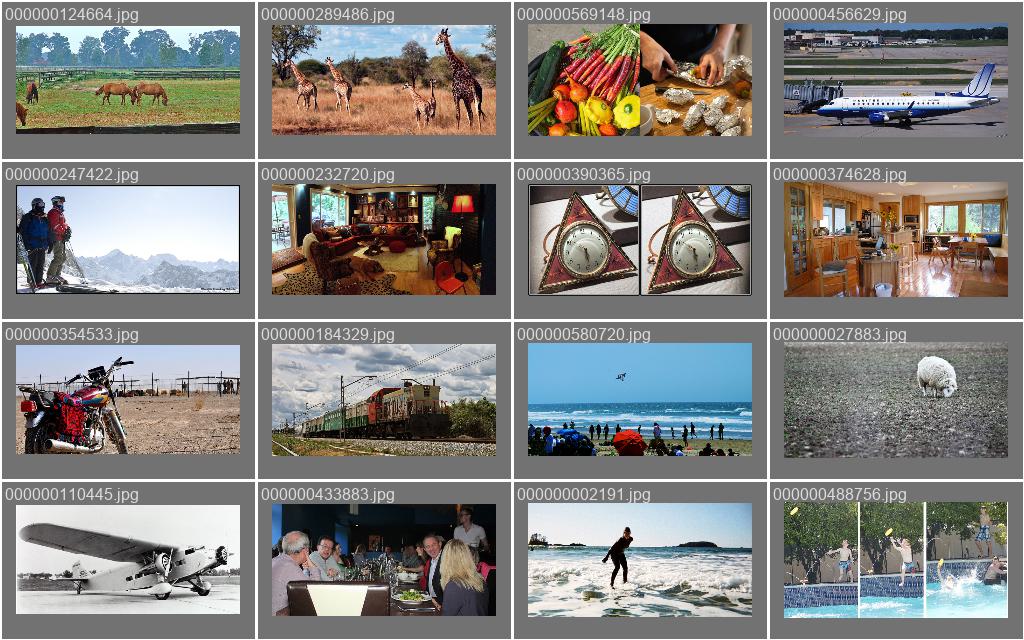 000000124664.jpg
000000289486.jpg
000000569148.jpg
000000456629.jpg
000000247422.jpg
000000232720.jpg
000000390365.jpg
000000374628.jpg
000000354533.jpg
000000184329.jpg
000000580720.jpg
000000027883.jpg
000000110445.jpg
000000433883.jpg
000000002191.jpg
000000488756.jpg